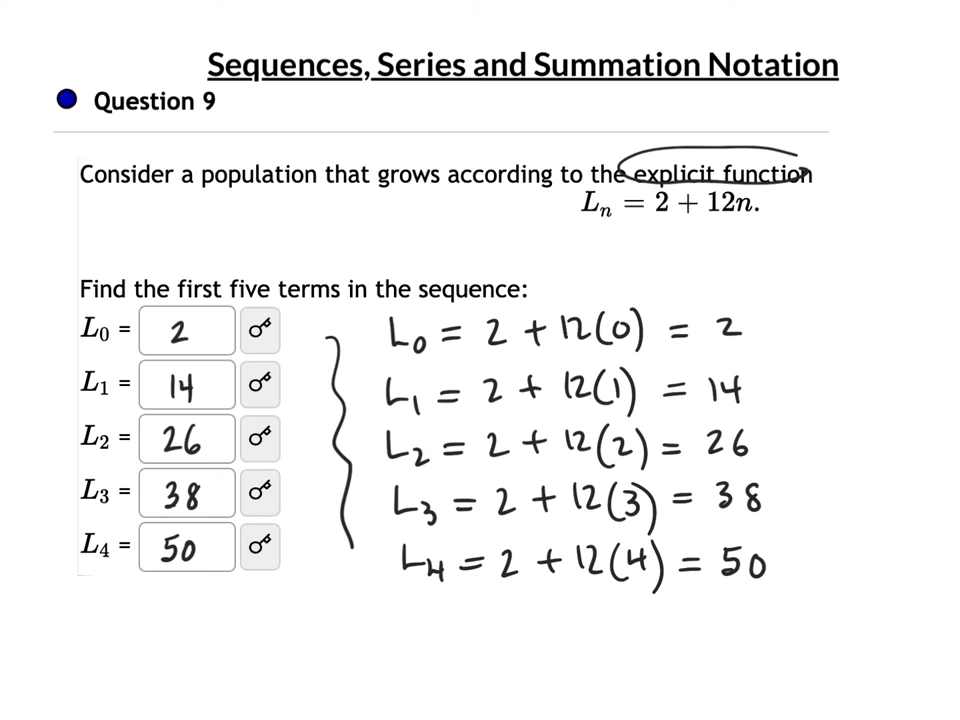 Sequences, Series and Summation Notation
Question 9
Consider a population that grows according to the explicit function
Lₙ = 2 + 12n.
Find the first five terms in the sequence:
L₀ = 2
L₁ = 14
L₂ = 26
L₃ = 38
L₄ = 50
L₀ = 2 + 12(0) = 2
L₁ = 2 + 12(1) = 14
L₂ = 2 + 12(2) = 26
L₃ = 2 + 12(3) = 38
L₄ = 2 + 12(4) = 50